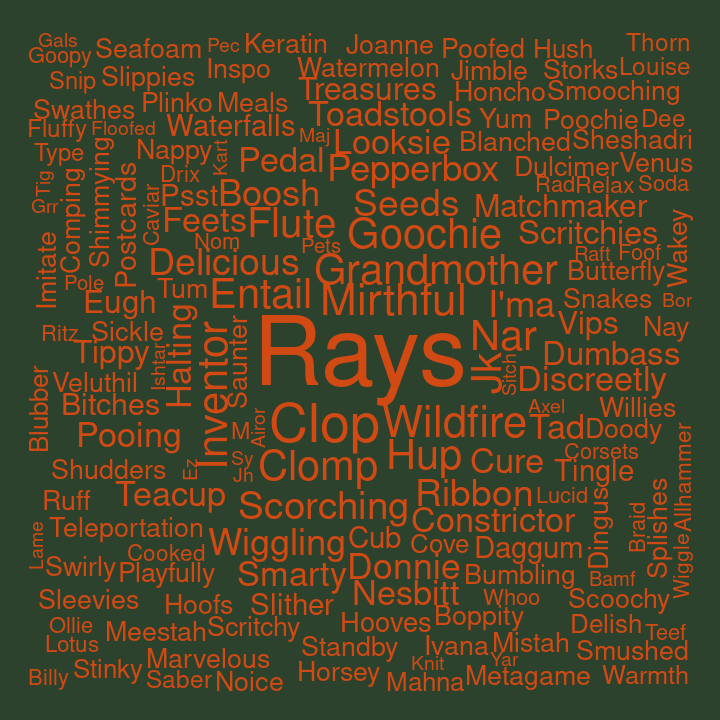 Gals
Goopy
Seafoam
Pec
Keratin
Joanne
Poofed
Hush
Thorn
Snip
Slippies
Inspo
Watermelon
Jimble
Storks
Louise
Swathes
Plinko
Meals
Treasures
Honcho
Smooching
Fluffy
Floofed
Waterfalls
Maj
Toadstools
Yum
Poochie
Dee
Type
Nappy
Kart
Looksie
Blanched
Sheshadri
Tig
Shimmying
Drix
Pedal
Pepperbox
Dulcimer
Venus
Grr
Comping
Postcards
Caviar
Psst
Boosh
Seeds
Rad
Relax
Soda
Matchmaker
Feets
Flute
Goochie
Scritchies
Wakey
Imitate
Nom
Pets
Raft
Foof
Delicious
Grandmother
Butterfly
Pole
Tum
Entail
Mirthful
I'ma
Snakes
Bor
Eugh
Ritz
Sickle
Halting
Inventor
Saunter
Rays
Nar
Vips
Nay
Tippy
Ishtar
Jk
Sitch
Dumbass
Veluthil
Discreetly
Blubber
Bitches
Clop
Wildfire
Axel
Willies
Pooing
M
Airor
Tad
Doody
Shudders
Ez
Sy
Jh
Clomp
Hup
Cure
Corsets
Tingle
Allhammer
Ruff
Teacup
Scorching
Ribbon
Lucid
Dingus
Braid
Splishes
Teleportation
Constrictor
Lame
Cooked
Wiggling
Cub
Cove
Daggum
Wiggle
Swirly
Playfully
Smarty
Donnie
Bumbling
Bamf
Sleevies
Hoofs
Slither
Nesbitt
Whoo
Scoochy
Ollie
Meestah
Scritchy
Hooves
Boppity
Delish
Teef
Lotus
Standby
Ivana
Mistah
Smushed
Billy
Stinky
Marvelous
Knit
Yar
Saber
Noice
Horsey
Mahna
Metagame
Warmth